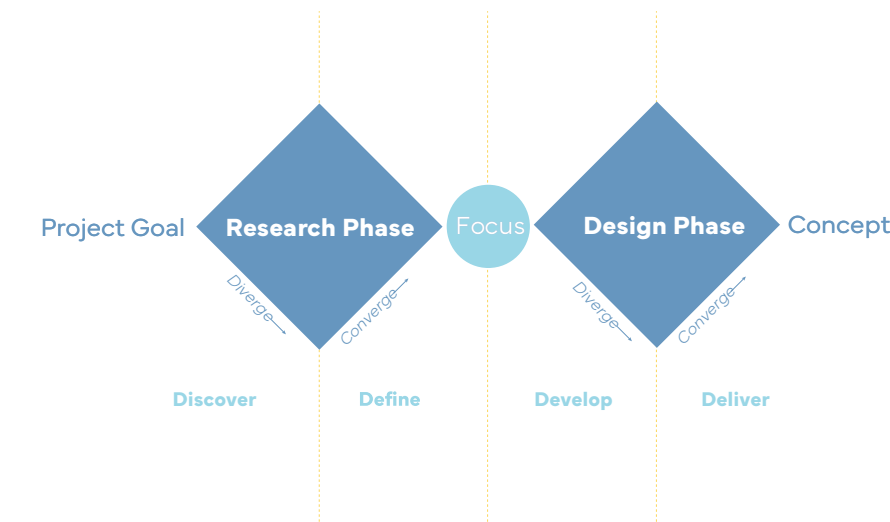 Project Goal
Research Phase
Focus
Design Phase
Concept
Diverge
Converge
Diverge
Converge
Discover
Define
Develop
Deliver